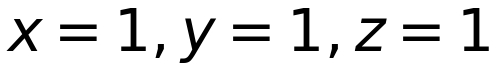 x = 1, y = 1, z = 1